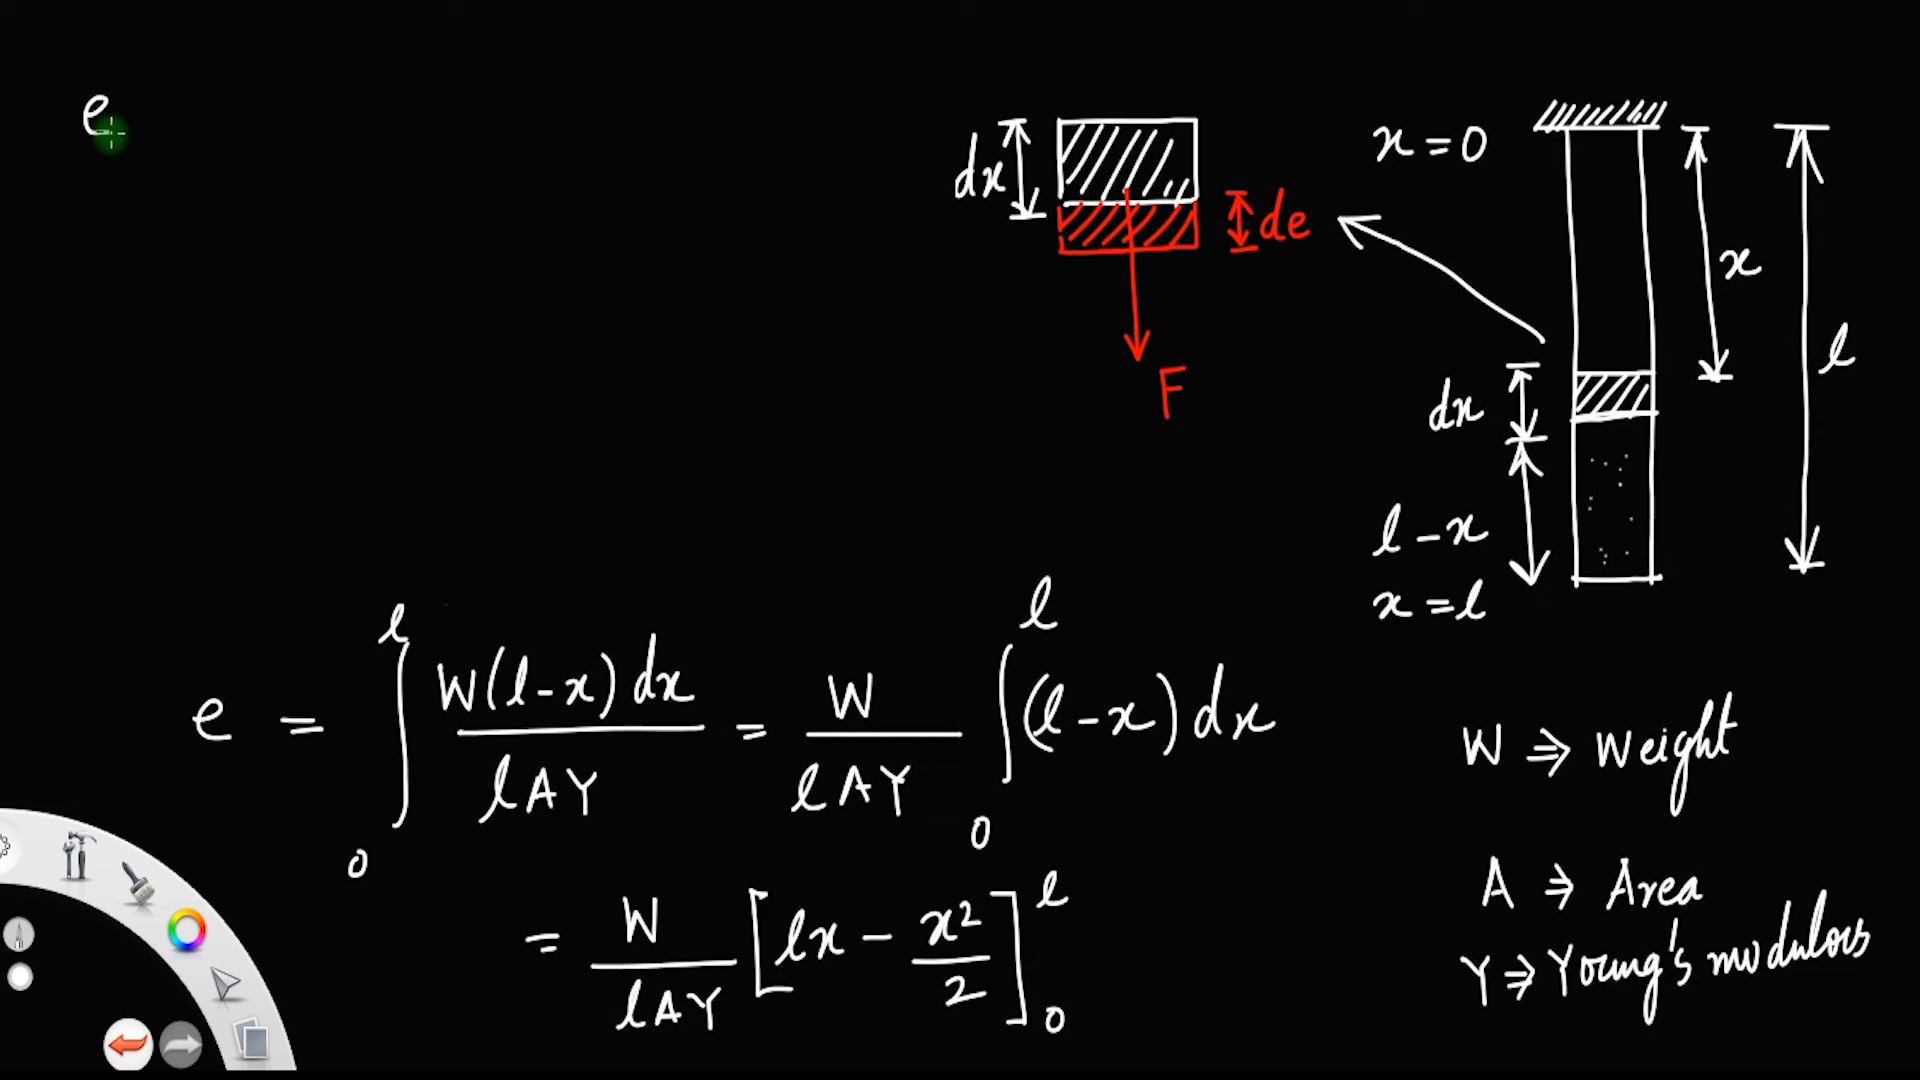 e
dx
de
F
x = 0
x
l
dx
l - x
x = l
e = ∫₀ˡ W(l-x) dx / lAY = W / lAY ∫₀ˡ (l-x) dx
= W / lAY [lx - x²/2]₀ˡ
W ⇒ Weight
A ⇒ Area
Y ⇒ Young's modulous